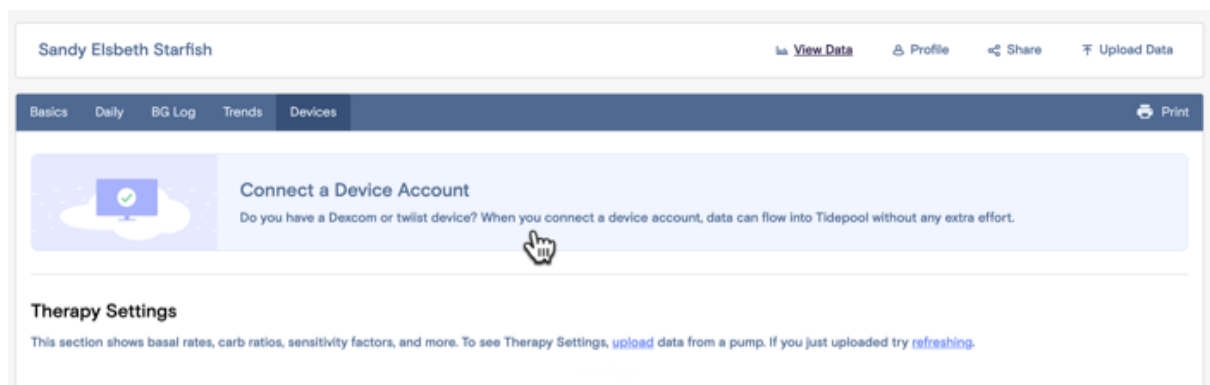 Sandy Elsbeth Starfish
View Data Profile Share Upload Data
Basics Daily BG Log Trends Devices Print
Connect a Device Account
Do you have a Dexcom or twiist device? When you connect a device account, data can flow into Tidepool without any extra effort.
Therapy Settings
This section shows basal rates, carb ratios, sensitivity factors, and more. To see Therapy Settings, upload data from a pump. If you just uploaded try refreshing.